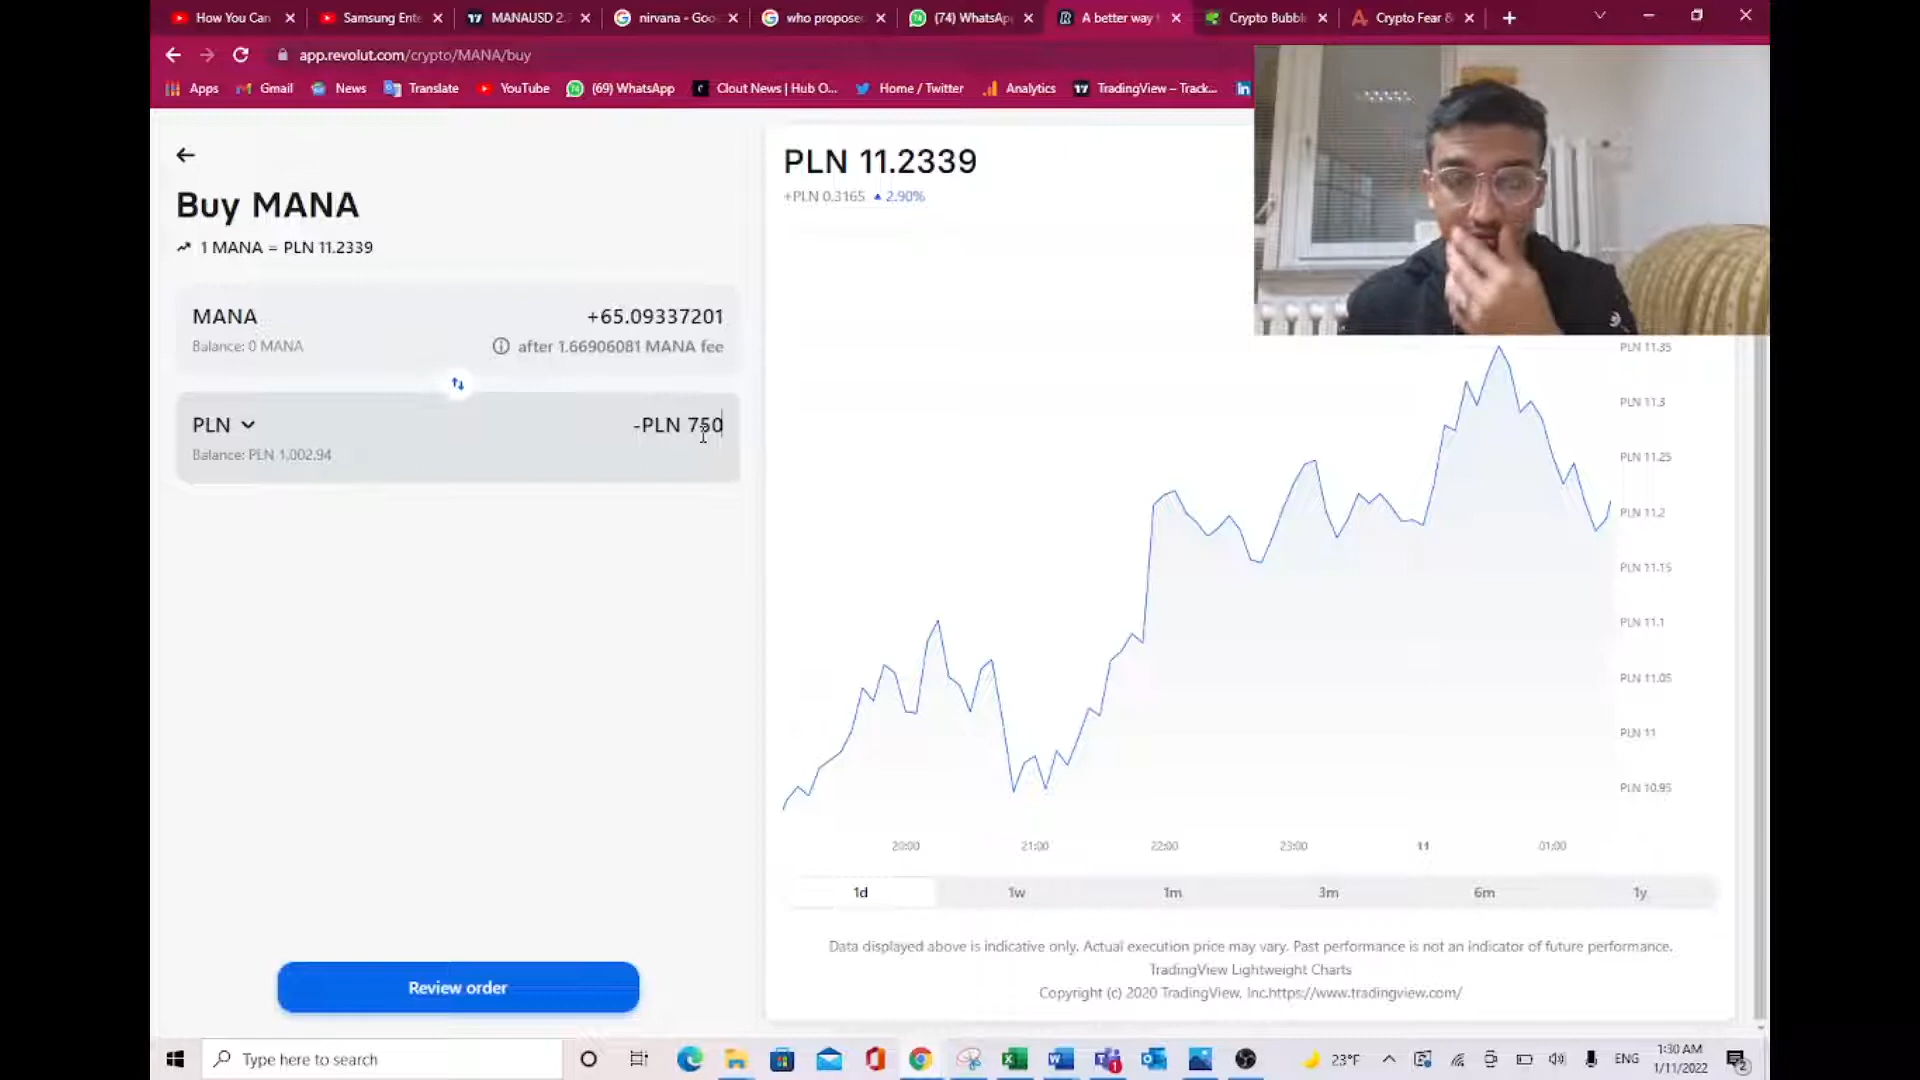 How You Can
Samsung Ente
MANAUSD 2.
nirvana - Goo
who propose
(74) WhatsAp
A better way
Crypto Bubbl
Crypto Fear &
app.revolut.com/crypto/MANA/buy
Apps
Gmail
News
Translate
YouTube
(69) WhatsApp
Clout News | Hub O...
Home / Twitter
Analytics
TradingView – Track...
Buy MANA
1 MANA = PLN 11.2339
MANA
+65.09337201
Balance: 0 MANA
after 1.66906081 MANA fee
PLN
-PLN 750
Balance: PLN 1,002.94
Review order
PLN 11.2339
+PLN 0.3165 ▲ 2.90%
PLN 11.35
PLN 11.3
PLN 11.25
PLN 11.2
PLN 11.15
PLN 11.1
PLN 11.05
PLN 11
PLN 10.95
20:00 21:00 22:00 23:00 11 01:00
1d 1w 1m 3m 6m 1y
Data displayed above is indicative only. Actual execution price may vary. Past performance is not an indicator of future performance.
TradingView Lightweight Charts
Copyright (c) 2020 TradingView, Inc.https://www.tradingview.com/
Type here to search
23°F
ENG
1:30 AM
1/11/2022